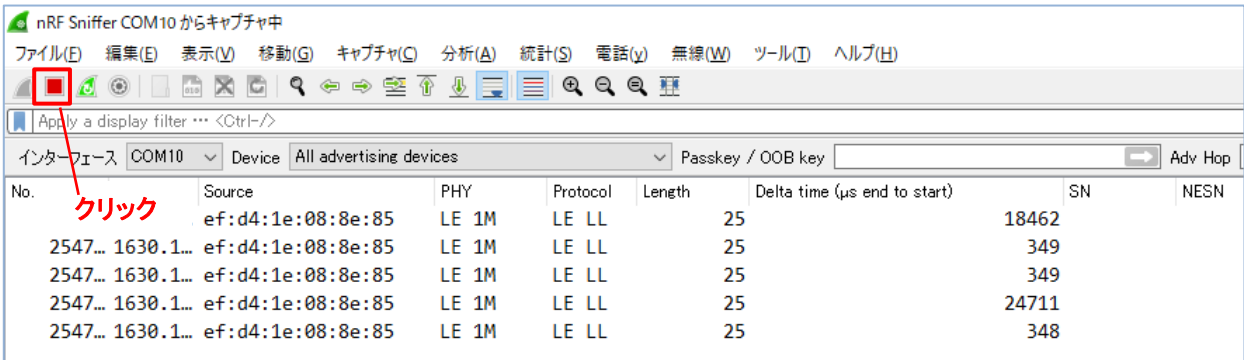 nRF Sniffer COM10 からキャプチャ中
ファイル(F) 編集(E) 表示(V) 移動(G) キャプチャ(C) 分析(A) 統計(S) 電話(y) 無線(W) ツール(T) ヘルプ(H)
Apply a display filter … <Ctrl-/>
インターフェース COM10 Device All advertising devices Passkey / OOB key Adv Hop
No. Source PHY Protocol Length Delta time (µs end to start) SN NESN
クリック
ef:d4:1e:08:8e:85 LE 1M LE LL 25 18462
2547… 1630.1… ef:d4:1e:08:8e:85 LE 1M LE LL 25 349
2547… 1630.1… ef:d4:1e:08:8e:85 LE 1M LE LL 25 349
2547… 1630.1… ef:d4:1e:08:8e:85 LE 1M LE LL 25 24711
2547… 1630.1… ef:d4:1e:08:8e:85 LE 1M LE LL 25 348